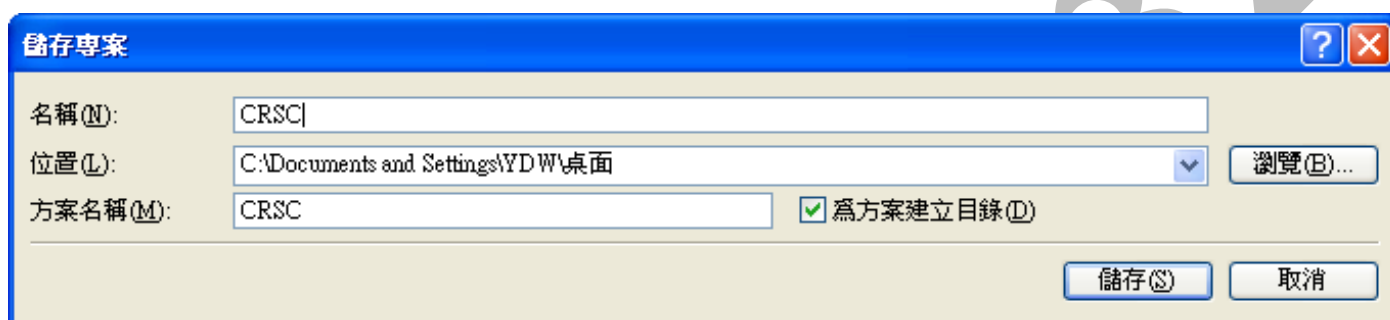 儲存專案
名稱(N): CRSC
位置(L): C:\Documents and Settings\YDW\桌面 瀏覽(B)...
方案名稱(M): CRSC 為方案建立目錄(D)
儲存(S) 取消